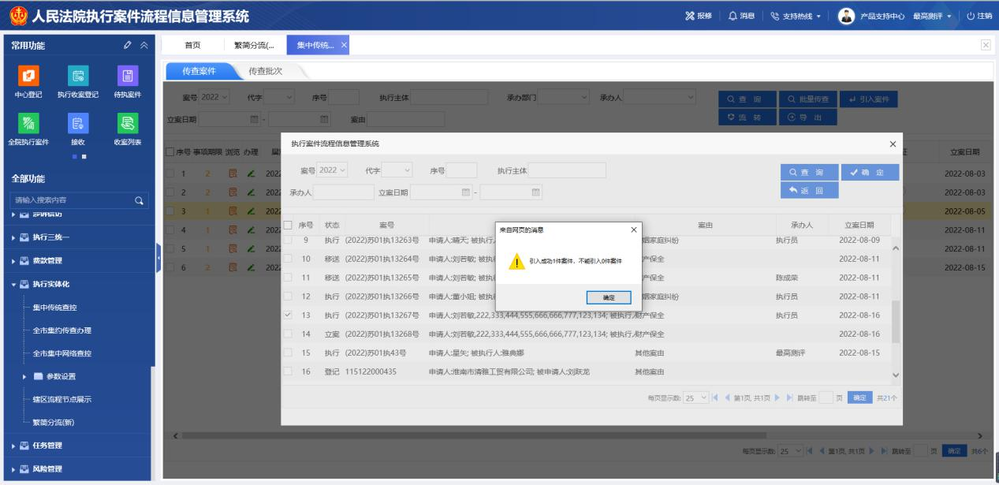 人民法院执行案件流程信息管理系统
报修 消息 支持热线 产品支持中心 最高测评 注销
常用功能
首页 繁简分流(... 集中传统...
中心登记 执行收案登记 待执案件
全院执行案件 接收 收案列表
全部功能
请输入搜索内容
执行三统一
费款管理
执行实体化
集中传统查控
全市集约传查办理
全市集中网络查控
参数设置
辖区流程节点展示
繁简分流(新)
任务管理
风险管理
传查案件 传查批次
案号 2022 代字 序号 执行主体 承办部门 承办人
查 询 批量传查 引入案件
立案日期 - 案由
流 转 导 出
序号 事项期限 浏览 办理 立案日期
1 2 2022 2022-08-03
2 2 2022 2022-08-03
3 1 2022 2022-08-05
4 1 2022 2022-08-11
5 1 2022 2022-08-11
6 2 2022 2022-08-15
每页显示数: 25 第1页, 共1页 跳转至 页 确定 共6个
执行案件流程信息管理系统
案号 2022 代字 序号 执行主体
查 询 确 定
承办人 立案日期 -
返 回
序号 状态 案号 案由 承办人 立案日期
9 执行 (2022)苏01执13263号 申请人:晴天; 被执行 姻家庭纠纷 执行员 2022-08-09
10 移送 (2022)苏01执13264号 申请人:刘若敏; 被执 产保全 2022-08-11
11 移送 (2022)苏01执13265号 申请人:刘若敏; 被执 产保全 陈成荣 2022-08-11
12 执行 (2022)苏01执13266号 申请人:董小姐; 被执 姻家庭纠纷 执行员 2022-08-11
13 执行 (2022)苏01执13267号 申请人:刘若敏,222,333,444,555,666,666,777,123,134; 被执行人 财产保全 执行员 2022-08-16
14 立案 (2022)苏01执13268号 申请人:刘若敏,222,333,444,555,666,666,777,123,134; 被执行人 财产保全 2022-08-16
15 执行 (2022)苏01执43号 申请人:星矢; 被执行人:雅典娜 其他案由 最高测评 2022-08-15
16 登记 115122000435 申请人:淮南市清雅工贸有限公司; 被申请人:刘跃龙 其他案由
每页显示数: 25 第1页, 共1页 跳转至 页 确定 共21个
来自网页的消息
引入成功1件案件，不能引入0件案件
确定